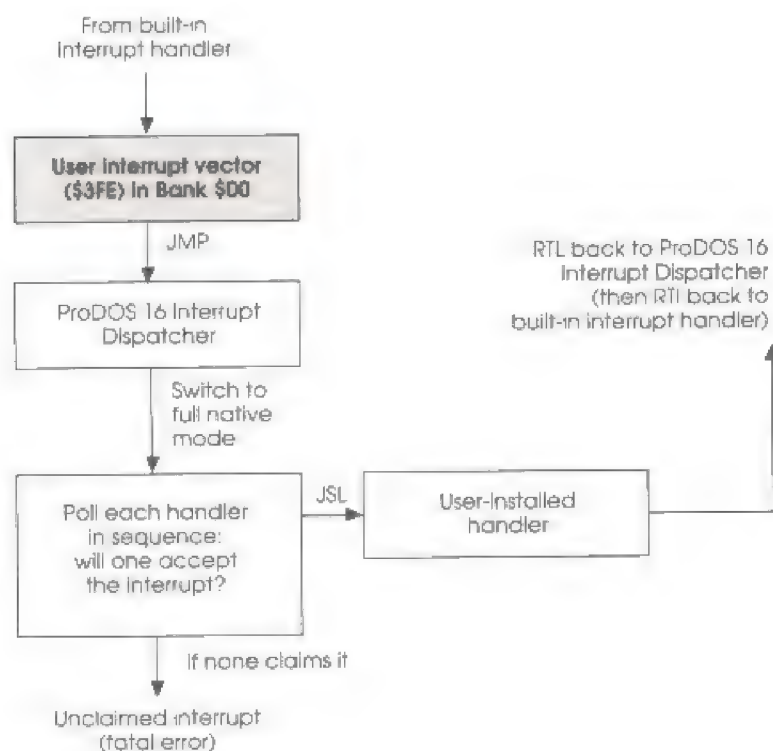 From built-in
interrupt handler
User interrupt vector
($3FE) in Bank $00
JMP
ProDOS 16 Interrupt
Dispatcher
Switch to
full native
mode
Poll each handler
in sequence:
will one accept
the interrupt?
JSL
User-installed
handler
RTL back to ProDOS 16
Interrupt Dispatcher
(then RTI back to
built-in interrupt handler)
If none claims it
Unclaimed interrupt
(fatal error)